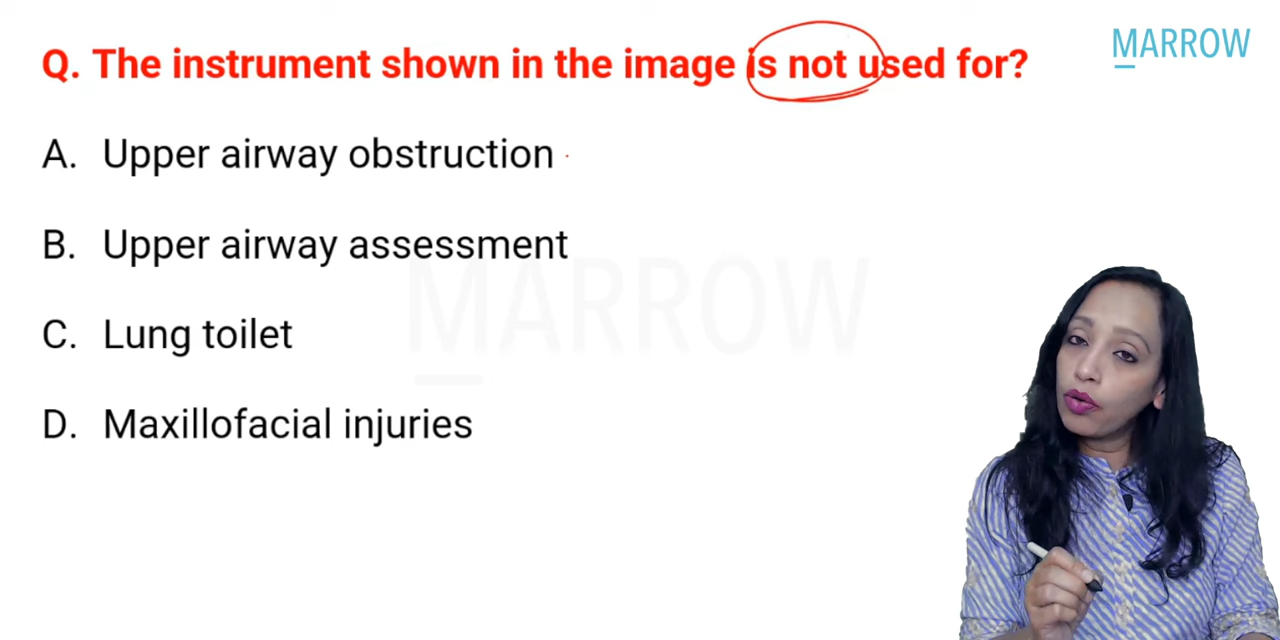 Q. The instrument shown in the image is not used for?
MARROW
A. Upper airway obstruction
B. Upper airway assessment
C. Lung toilet
D. Maxillofacial injuries
MARROW